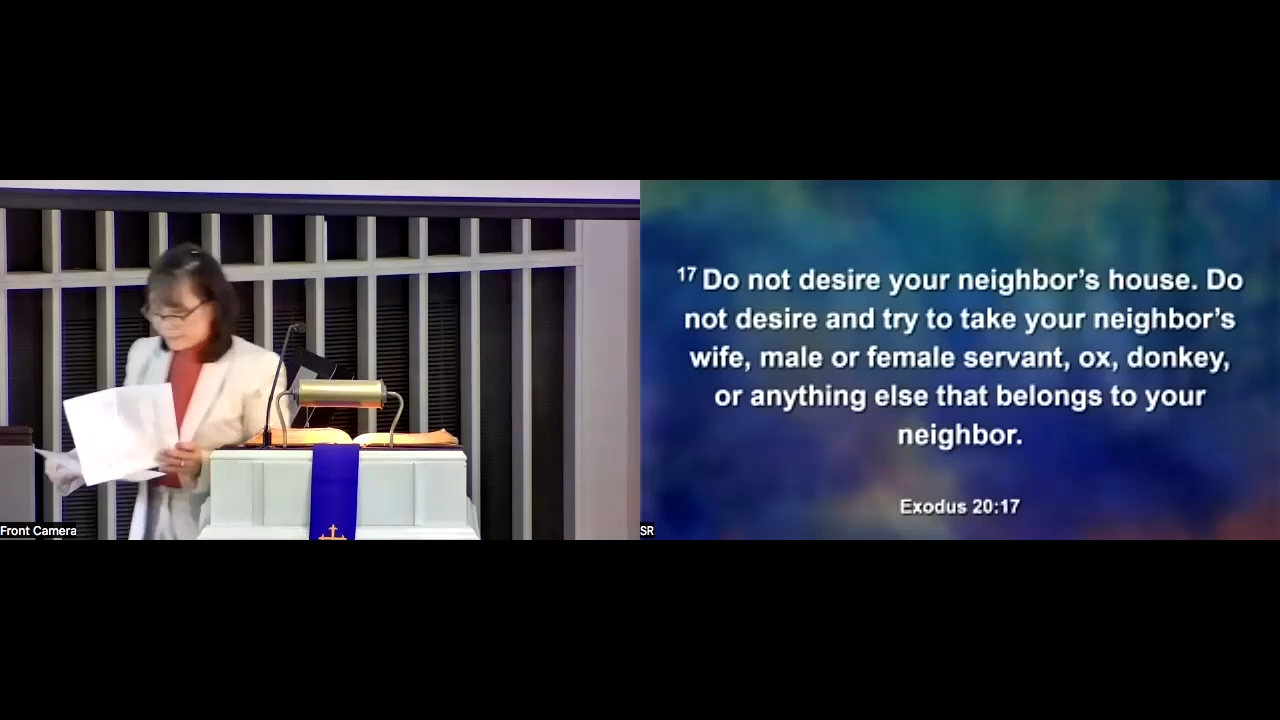 17 Do not desire your neighbor’s house. Do
not desire and try to take your neighbor’s
wife, male or female servant, ox, donkey,
or anything else that belongs to your
neighbor.
Exodus 20:17
Front Camera
SR